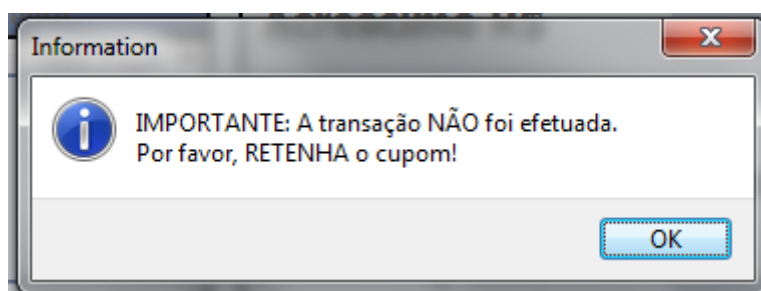 Information
IMPORTANTE: A transação NÃO foi efetuada.
Por favor, RETENHA o cupom!
OK